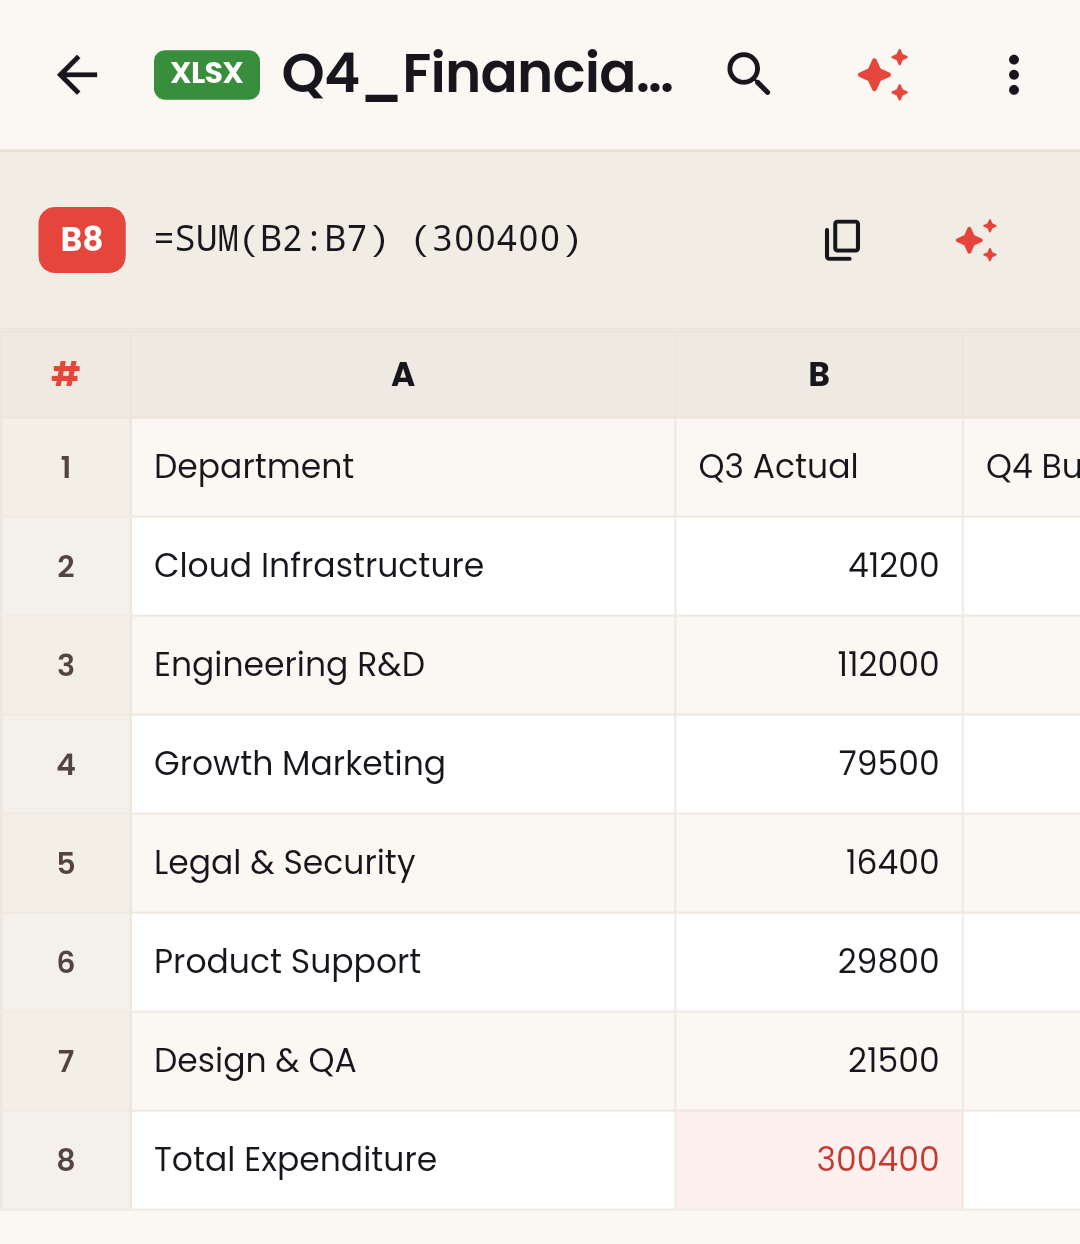 XLSX Q4_Financia...
B8 =SUM(B2:B7) (300400)
# A B
1 Department Q3 Actual Q4 Bu
2 Cloud Infrastructure 41200
3 Engineering R&D 112000
4 Growth Marketing 79500
5 Legal & Security 16400
6 Product Support 29800
7 Design & QA 21500
8 Total Expenditure 300400